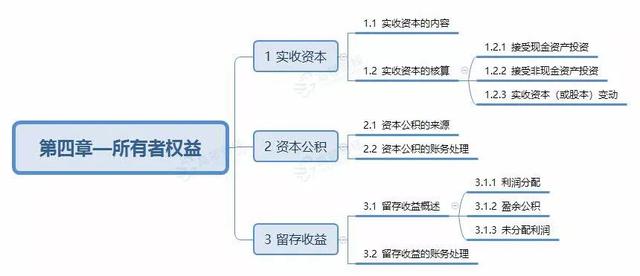 第四章—所有者权益
1 实收资本
1.1 实收资本的内容
1.2 实收资本的核算
1.2.1 接受现金资产投资
1.2.2 接受非现金资产投资
1.2.3 实收资本（或股本）变动
2 资本公积
2.1 资本公积的来源
2.2 资本公积的账务处理
3 留存收益
3.1 留存收益概述
3.1.1 利润分配
3.1.2 盈余公积
3.1.3 未分配利润
3.2 留存收益的账务处理